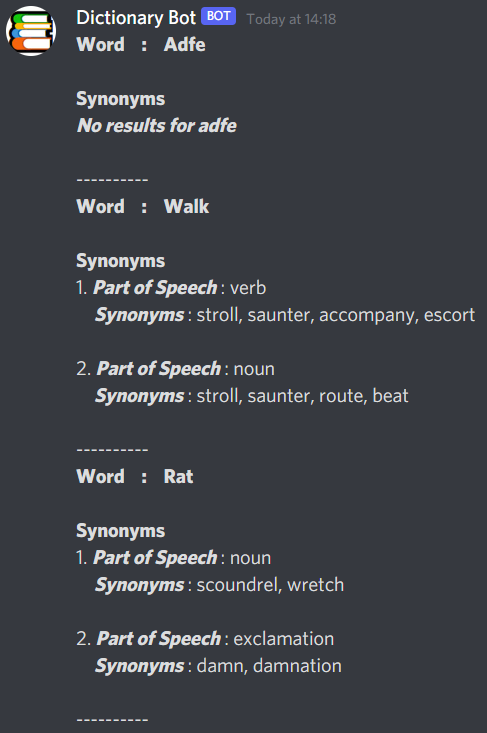 Dictionary Bot BOT Today at 14:18
Word : Adfe
Synonyms
No results for adfe
----------
Word : Walk
Synonyms
1. Part of Speech : verb
Synonyms : stroll, saunter, accompany, escort
2. Part of Speech : noun
Synonyms : stroll, saunter, route, beat
----------
Word : Rat
Synonyms
1. Part of Speech : noun
Synonyms : scoundrel, wretch
2. Part of Speech : exclamation
Synonyms : damn, damnation
----------